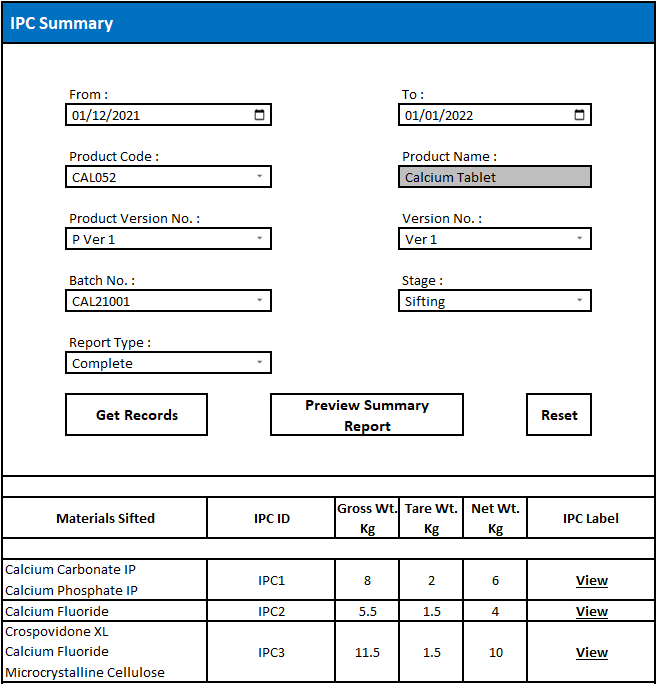 IPC Summary
From :
To :
01/12/2021
01/01/2022
Product Code :
Product Name :
CAL052
Calcium Tablet
Product Version No. :
Version No. :
P Ver 1
Ver 1
Batch No. :
Stage :
CAL21001
Sifting
Report Type :
Complete
Get Records
Preview Summary
Report
Reset
Materials Sifted
IPC ID
Gross Wt.
Kg
Tare Wt.
Kg
Net Wt.
Kg
IPC Label
Calcium Carbonate IP
Calcium Phosphate IP
IPC1
8
2
6
View
Calcium Fluoride
IPC2
5.5
1.5
4
View
Crospovidone XL
Calcium Fluoride
Microcrystalline Cellulose
IPC3
11.5
1.5
10
View